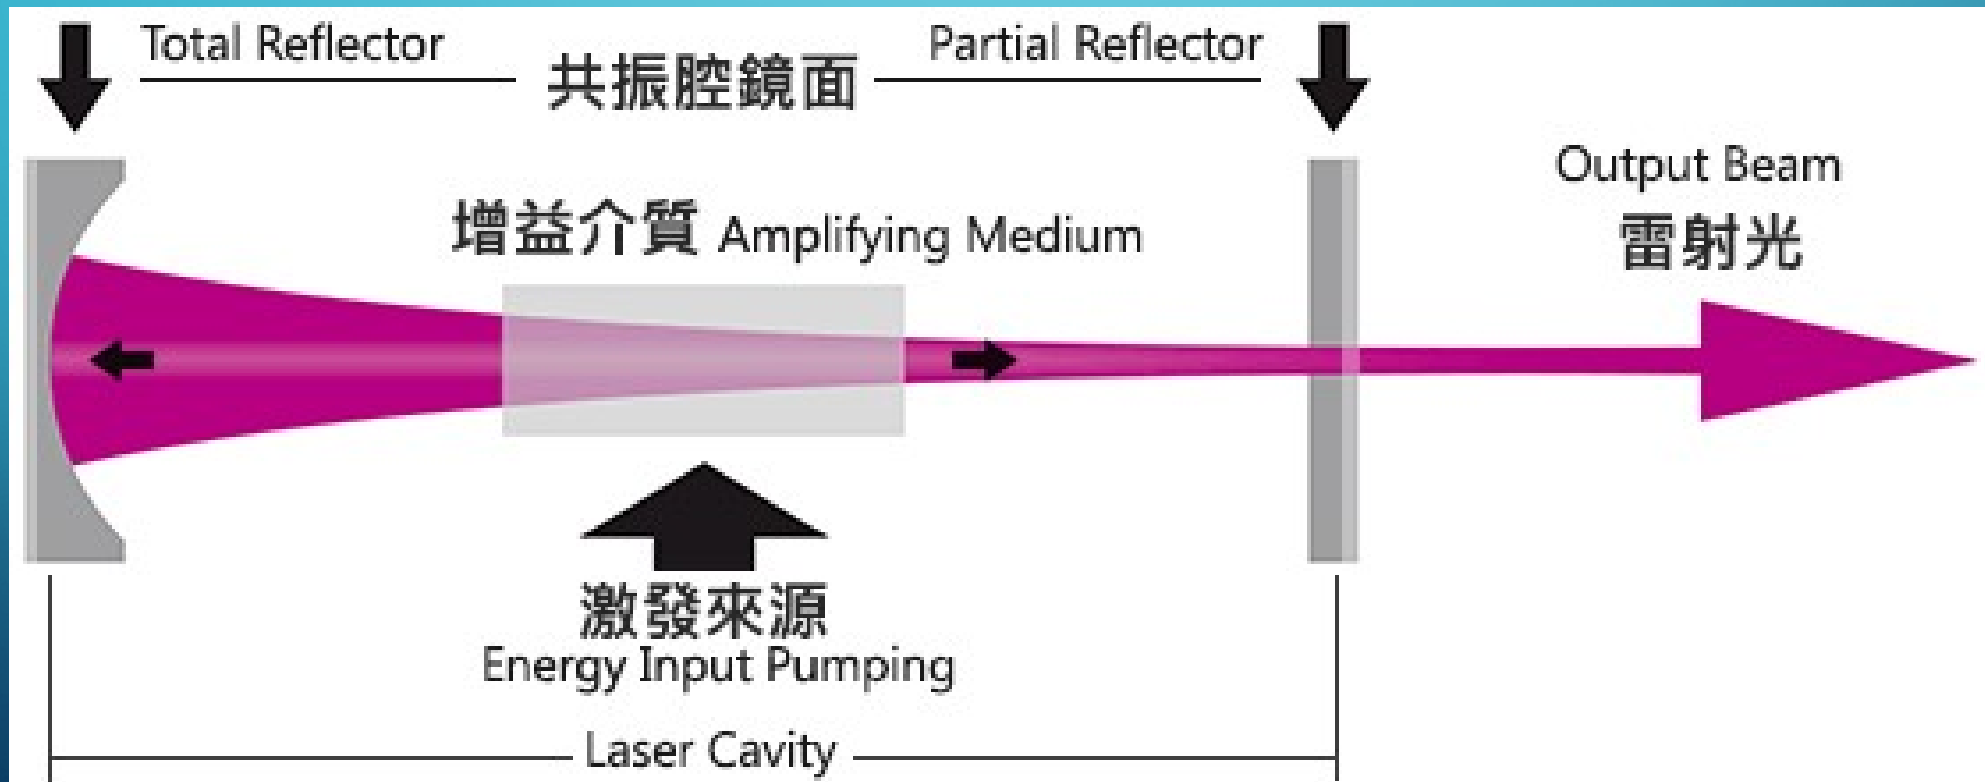 Total Reflector
共振腔鏡面
Partial Reflector
Output Beam
雷射光
增益介質 Amplifying Medium
激發來源
Energy Input Pumping
Laser Cavity